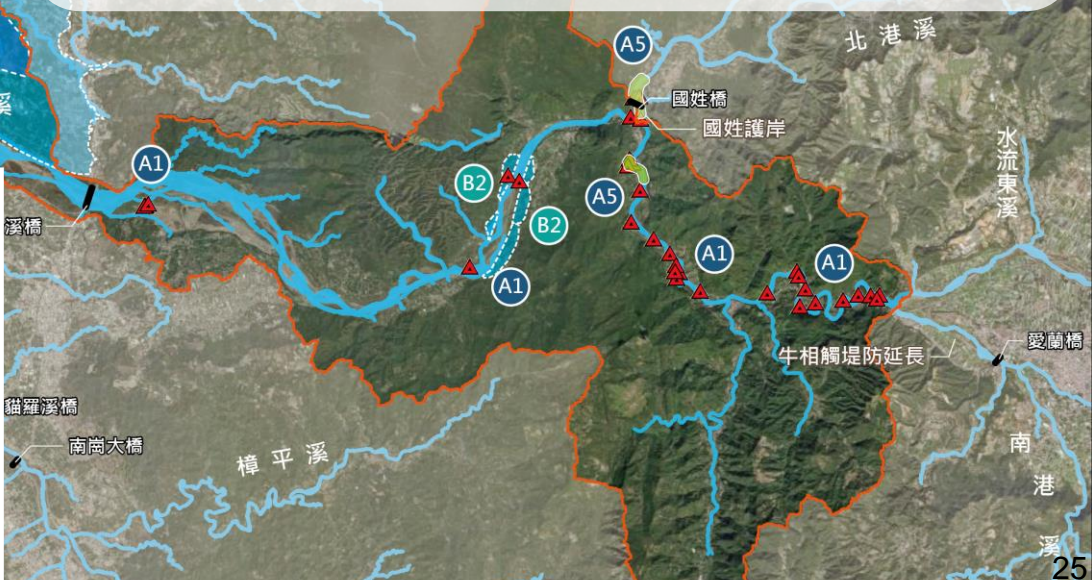 A5
北港溪
國姓橋
國姓護岸
水流東溪
溪
A1
B2
A5
B2
溪橋
A1
A1
A1
牛相觸堤防延長
愛蘭橋
貓羅溪橋
南崗大橋
樟平溪
南港溪
25